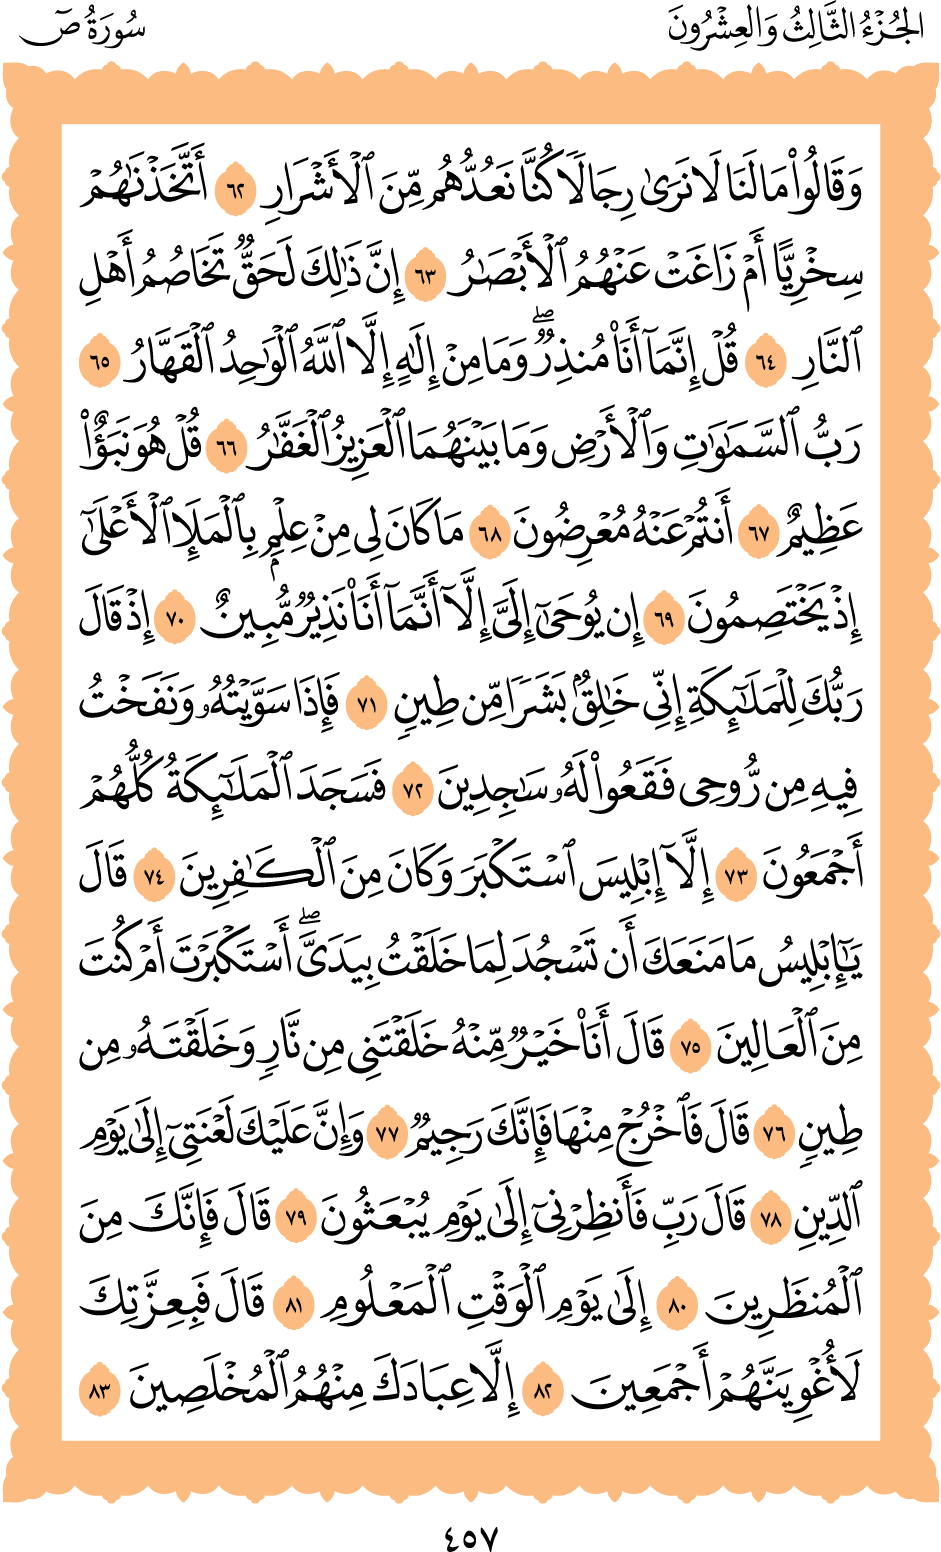 الجُزْءُ الثَّالِثُ وَالعِشْرُونَ سُورَةُ صٓ
وَقَالُوا۟ مَا لَنَا لَا نَرَىٰ رِجَالًا كُنَّا نَعُدُّهُم مِّنَ ٱلْأَشْرَارِ ٦٢ أَتَّخَذْنَٰهُمْ
سِخْرِيًّا أَمْ زَاغَتْ عَنْهُمُ ٱلْأَبْصَٰرُ ٦٣ إِنَّ ذَٰلِكَ لَحَقٌّ تَخَاصُمُ أَهْلِ
ٱلنَّارِ ٦٤ قُلْ إِنَّمَآ أَنَا۠ مُنذِرٌ ۖ وَمَا مِنْ إِلَٰهٍ إِلَّا ٱللَّهُ ٱلْوَٰحِدُ ٱلْقَهَّارُ ٦٥
رَبُّ ٱلسَّمَٰوَٰتِ وَٱلْأَرْضِ وَمَا بَيْنَهُمَا ٱلْعَزِيزُ ٱلْغَفَّٰرُ ٦٦ قُلْ هُوَ نَبَؤٌا۟
عَظِيمٌ ٦٧ أَنتُمْ عَنْهُ مُعْرِضُونَ ٦٨ مَا كَانَ لِىَ مِنْ عِلْمٍۭ بِٱلْمَلَإِ ٱلْأَعْلَىٰٓ
إِذْ يَخْتَصِمُونَ ٦٩ إِن يُوحَىٰٓ إِلَىَّ إِلَّآ أَنَّمَآ أَنَا۠ نَذِيرٌ مُّبِينٌ ٧٠ إِذْ قَالَ
رَبُّكَ لِلْمَلَٰٓئِكَةِ إِنِّى خَٰلِقٌۢ بَشَرًا مِّن طِينٍ ٧١ فَإِذَا سَوَّيْتُهُۥ وَنَفَخْتُ
فِيهِ مِن رُّوحِى فَقَعُوا۟ لَهُۥ سَٰجِدِينَ ٧٢ فَسَجَدَ ٱلْمَلَٰٓئِكَةُ كُلُّهُمْ
أَجْمَعُونَ ٧٣ إِلَّآ إِبْلِيسَ ٱسْتَكْبَرَ وَكَانَ مِنَ ٱلْكَٰفِرِينَ ٧٤ قَالَ
يَٰٓإِبْلِيسُ مَا مَنَعَكَ أَن تَسْجُدَ لِمَا خَلَقْتُ بِيَدَىَّ ۖ أَسْتَكْبَرْتَ أَمْ كُنتَ
مِنَ ٱلْعَالِينَ ٧٥ قَالَ أَنَا۠ خَيْرٌ مِّنْهُ خَلَقْتَنِى مِن نَّارٍ وَخَلَقْتَهُۥ مِن
طِينٍ ٧٦ قَالَ فَٱخْرُجْ مِنْهَا فَإِنَّكَ رَجِيمٌ ٧٧ وَإِنَّ عَلَيْكَ لَعْنَتِىٓ إِلَىٰ يَوْمِ
ٱلدِّينِ ٧٨ قَالَ رَبِّ فَأَنظِرْنِىٓ إِلَىٰ يَوْمِ يُبْعَثُونَ ٧٩ قَالَ فَإِنَّكَ مِنَ
ٱلْمُنظَرِينَ ٨٠ إِلَىٰ يَوْمِ ٱلْوَقْتِ ٱلْمَعْلُومِ ٨١ قَالَ فَبِعِزَّتِكَ
لَأُغْوِيَنَّهُمْ أَجْمَعِينَ ٨٢ إِلَّا عِبَادَكَ مِنْهُمُ ٱلْمُخْلَصِينَ ٨٣
٤٥٧